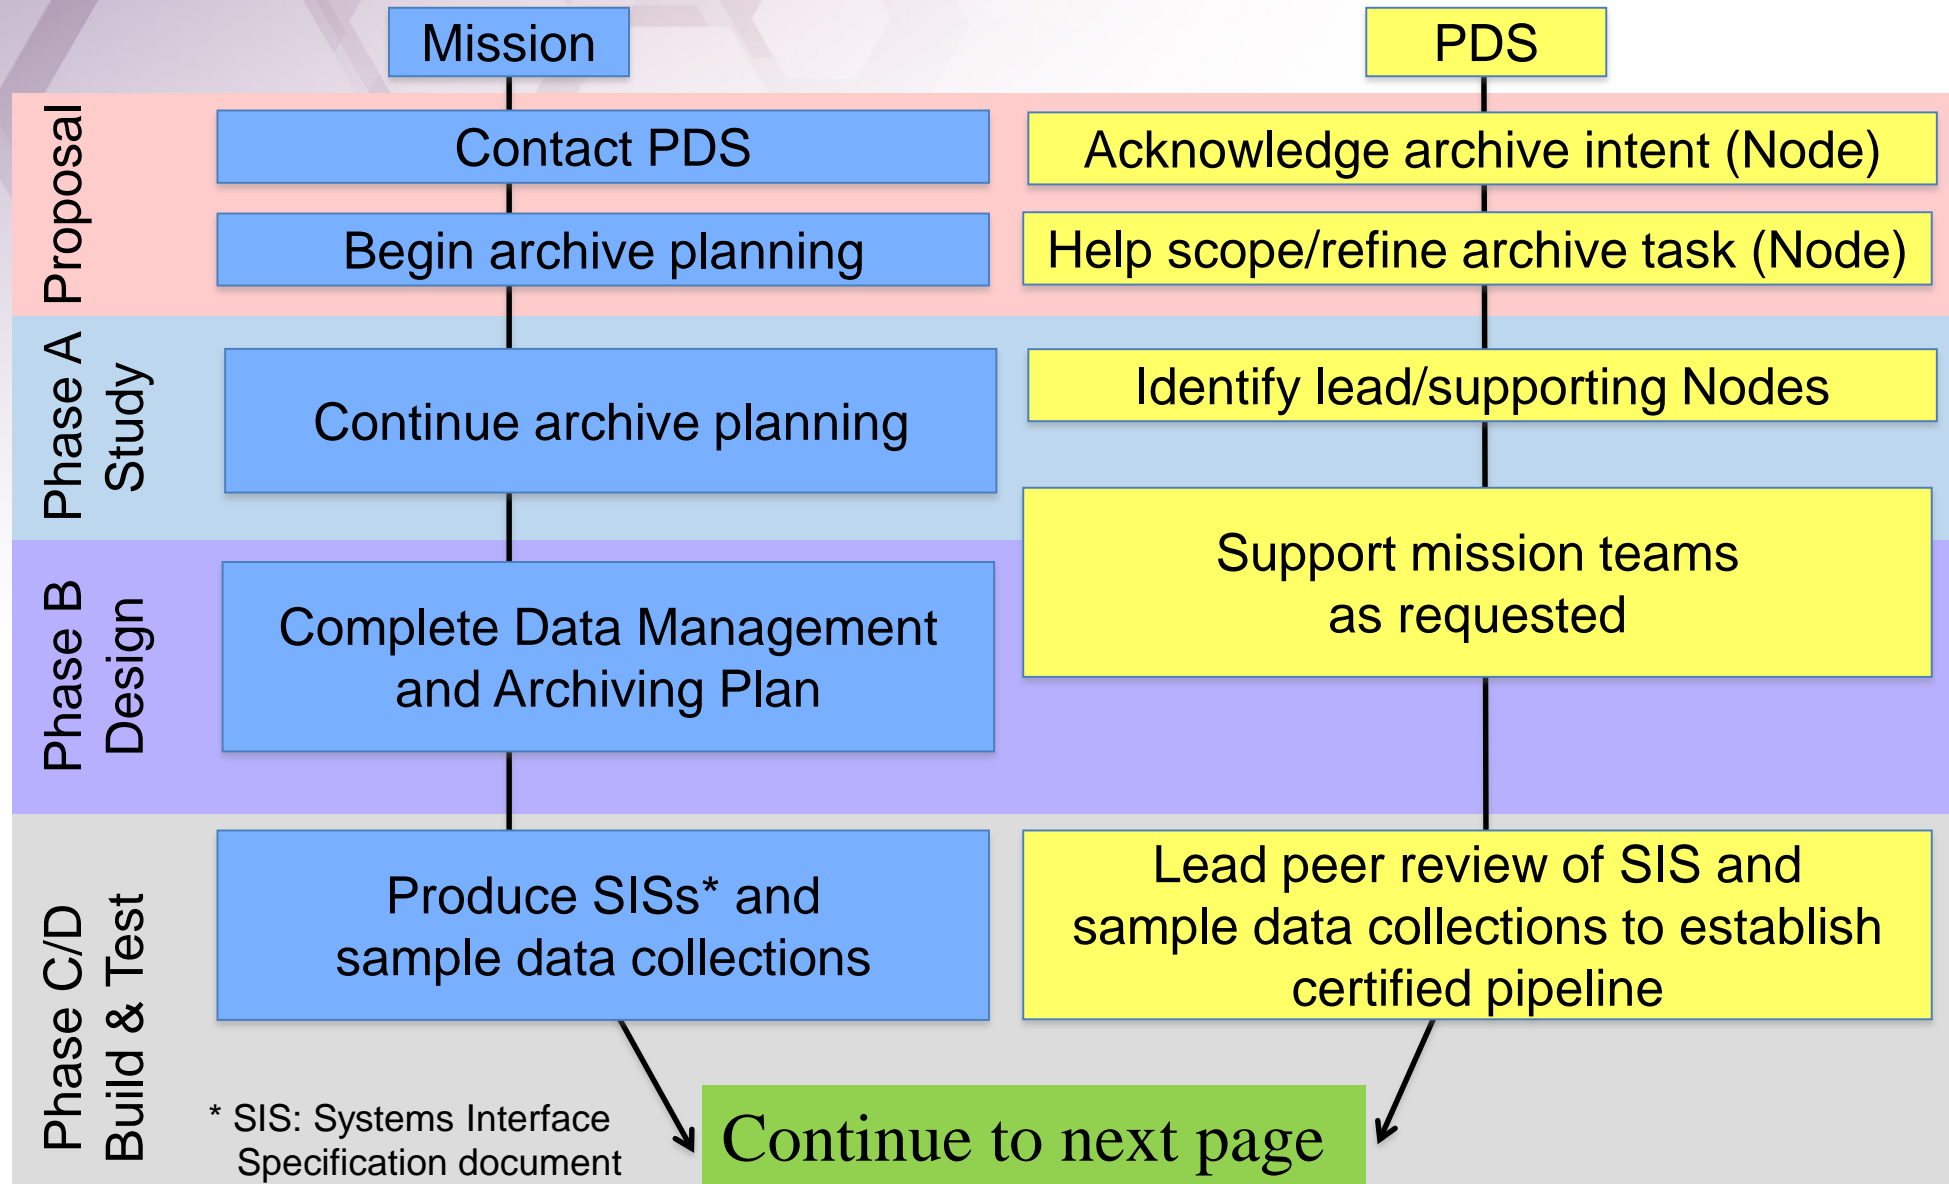 Mission
PDS
Proposal
Contact PDS
Acknowledge archive intent (Node)
Begin archive planning
Help scope/refine archive task (Node)
Phase A
Study
Continue archive planning
Identify lead/supporting Nodes
Support mission teams
as requested
Phase B
Design
Complete Data Management
and Archiving Plan
Phase C/D
Build & Test
Produce SISs* and
sample data collections
Lead peer review of SIS and
sample data collections to establish
certified pipeline
* SIS: Systems Interface
Specification document
Continue to next page